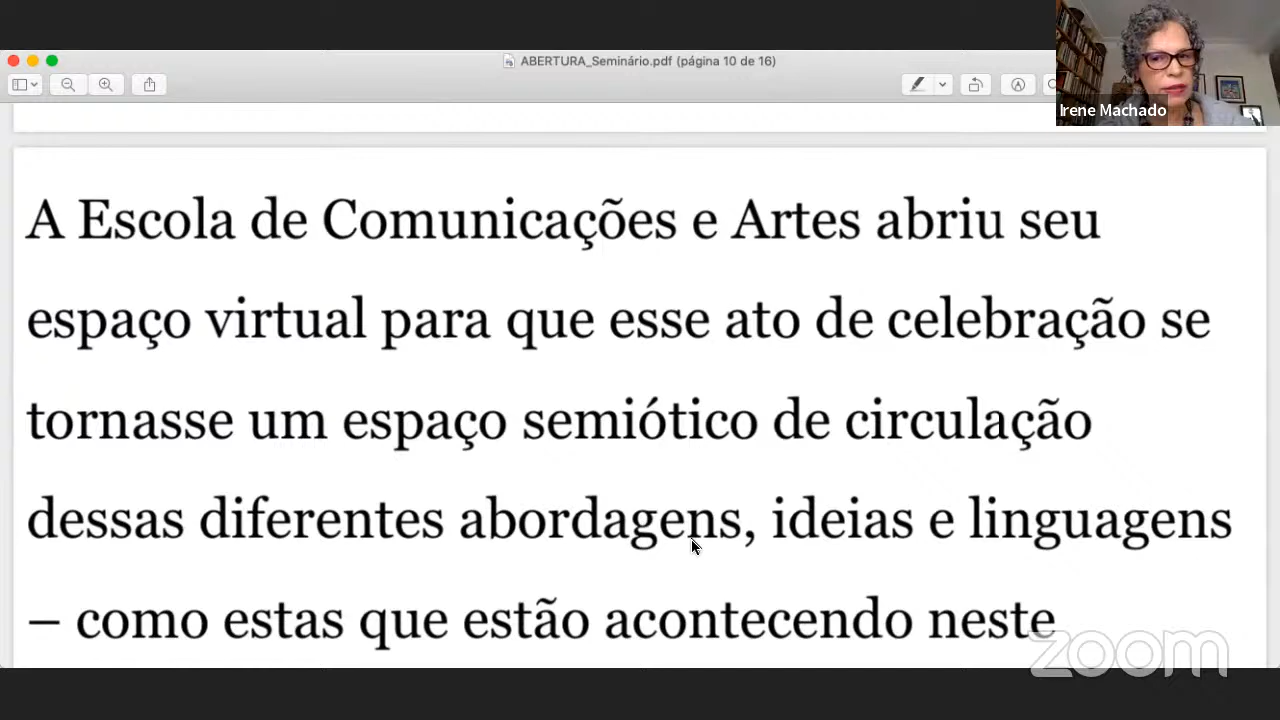 ABERTURA_Seminário.pdf (página 10 de 16)
Irene Machado
A Escola de Comunicações e Artes abriu seu
espaço virtual para que esse ato de celebração se
tornasse um espaço semiótico de circulação
dessas diferentes abordagens, ideias e linguagens
– como estas que estão acontecendo neste
zoom